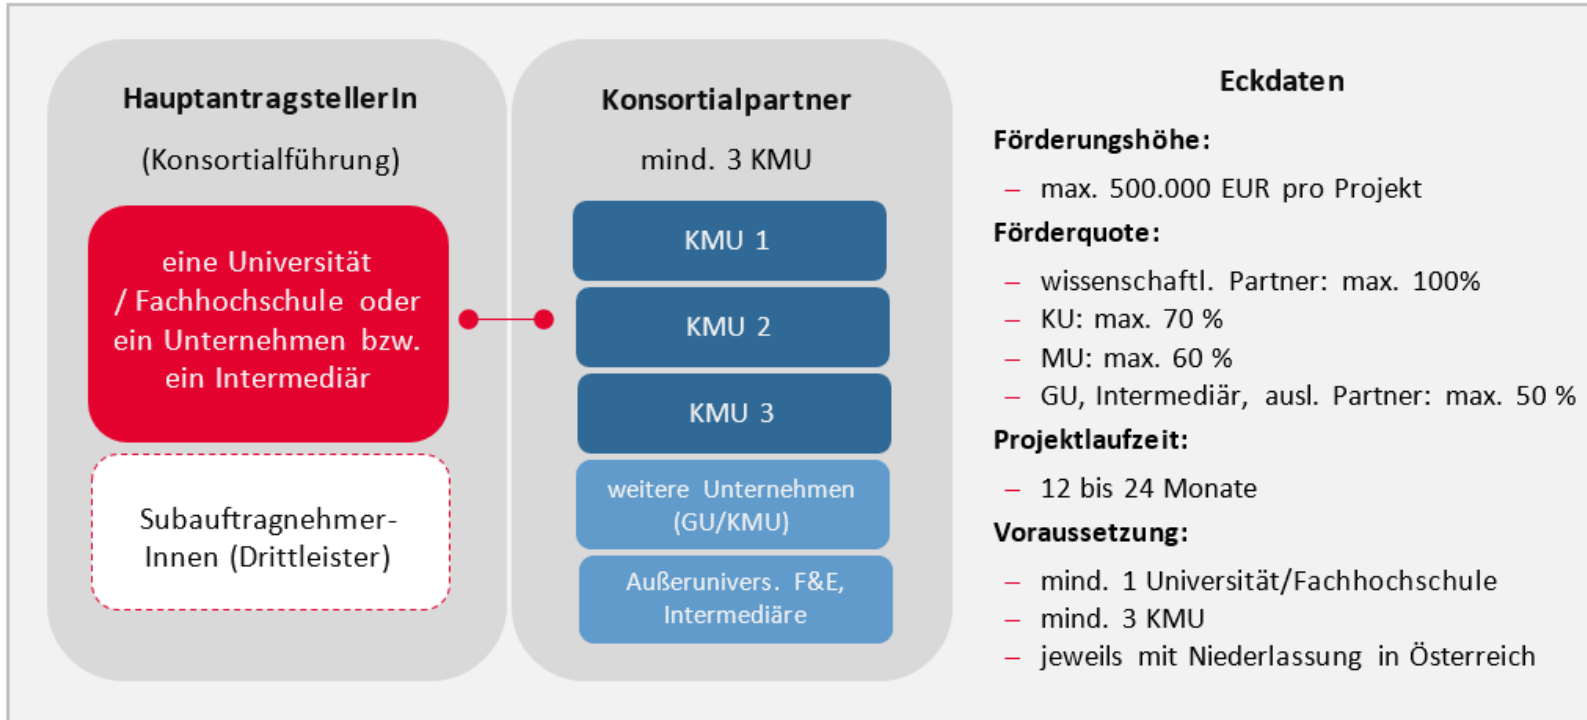 HauptantragstellerIn
(Konsortialführung)
eine Universität
/ Fachhochschule oder
ein Unternehmen bzw.
ein Intermediär
Subauftragnehmer-
Innen (Drittleister)
Konsortialpartner
mind. 3 KMU
KMU 1
KMU 2
KMU 3
weitere Unternehmen
(GU/KMU)
Außerunivers. F&E,
Intermediäre
Eckdaten
Förderungshöhe:
– max. 500.000 EUR pro Projekt
Förderquote:
– wissenschaftl. Partner: max. 100%
– KU: max. 70 %
– MU: max. 60 %
– GU, Intermediär, ausl. Partner: max. 50 %
Projektlaufzeit:
– 12 bis 24 Monate
Voraussetzung:
– mind. 1 Universität/Fachhochschule
– mind. 3 KMU
– jeweils mit Niederlassung in Österreich